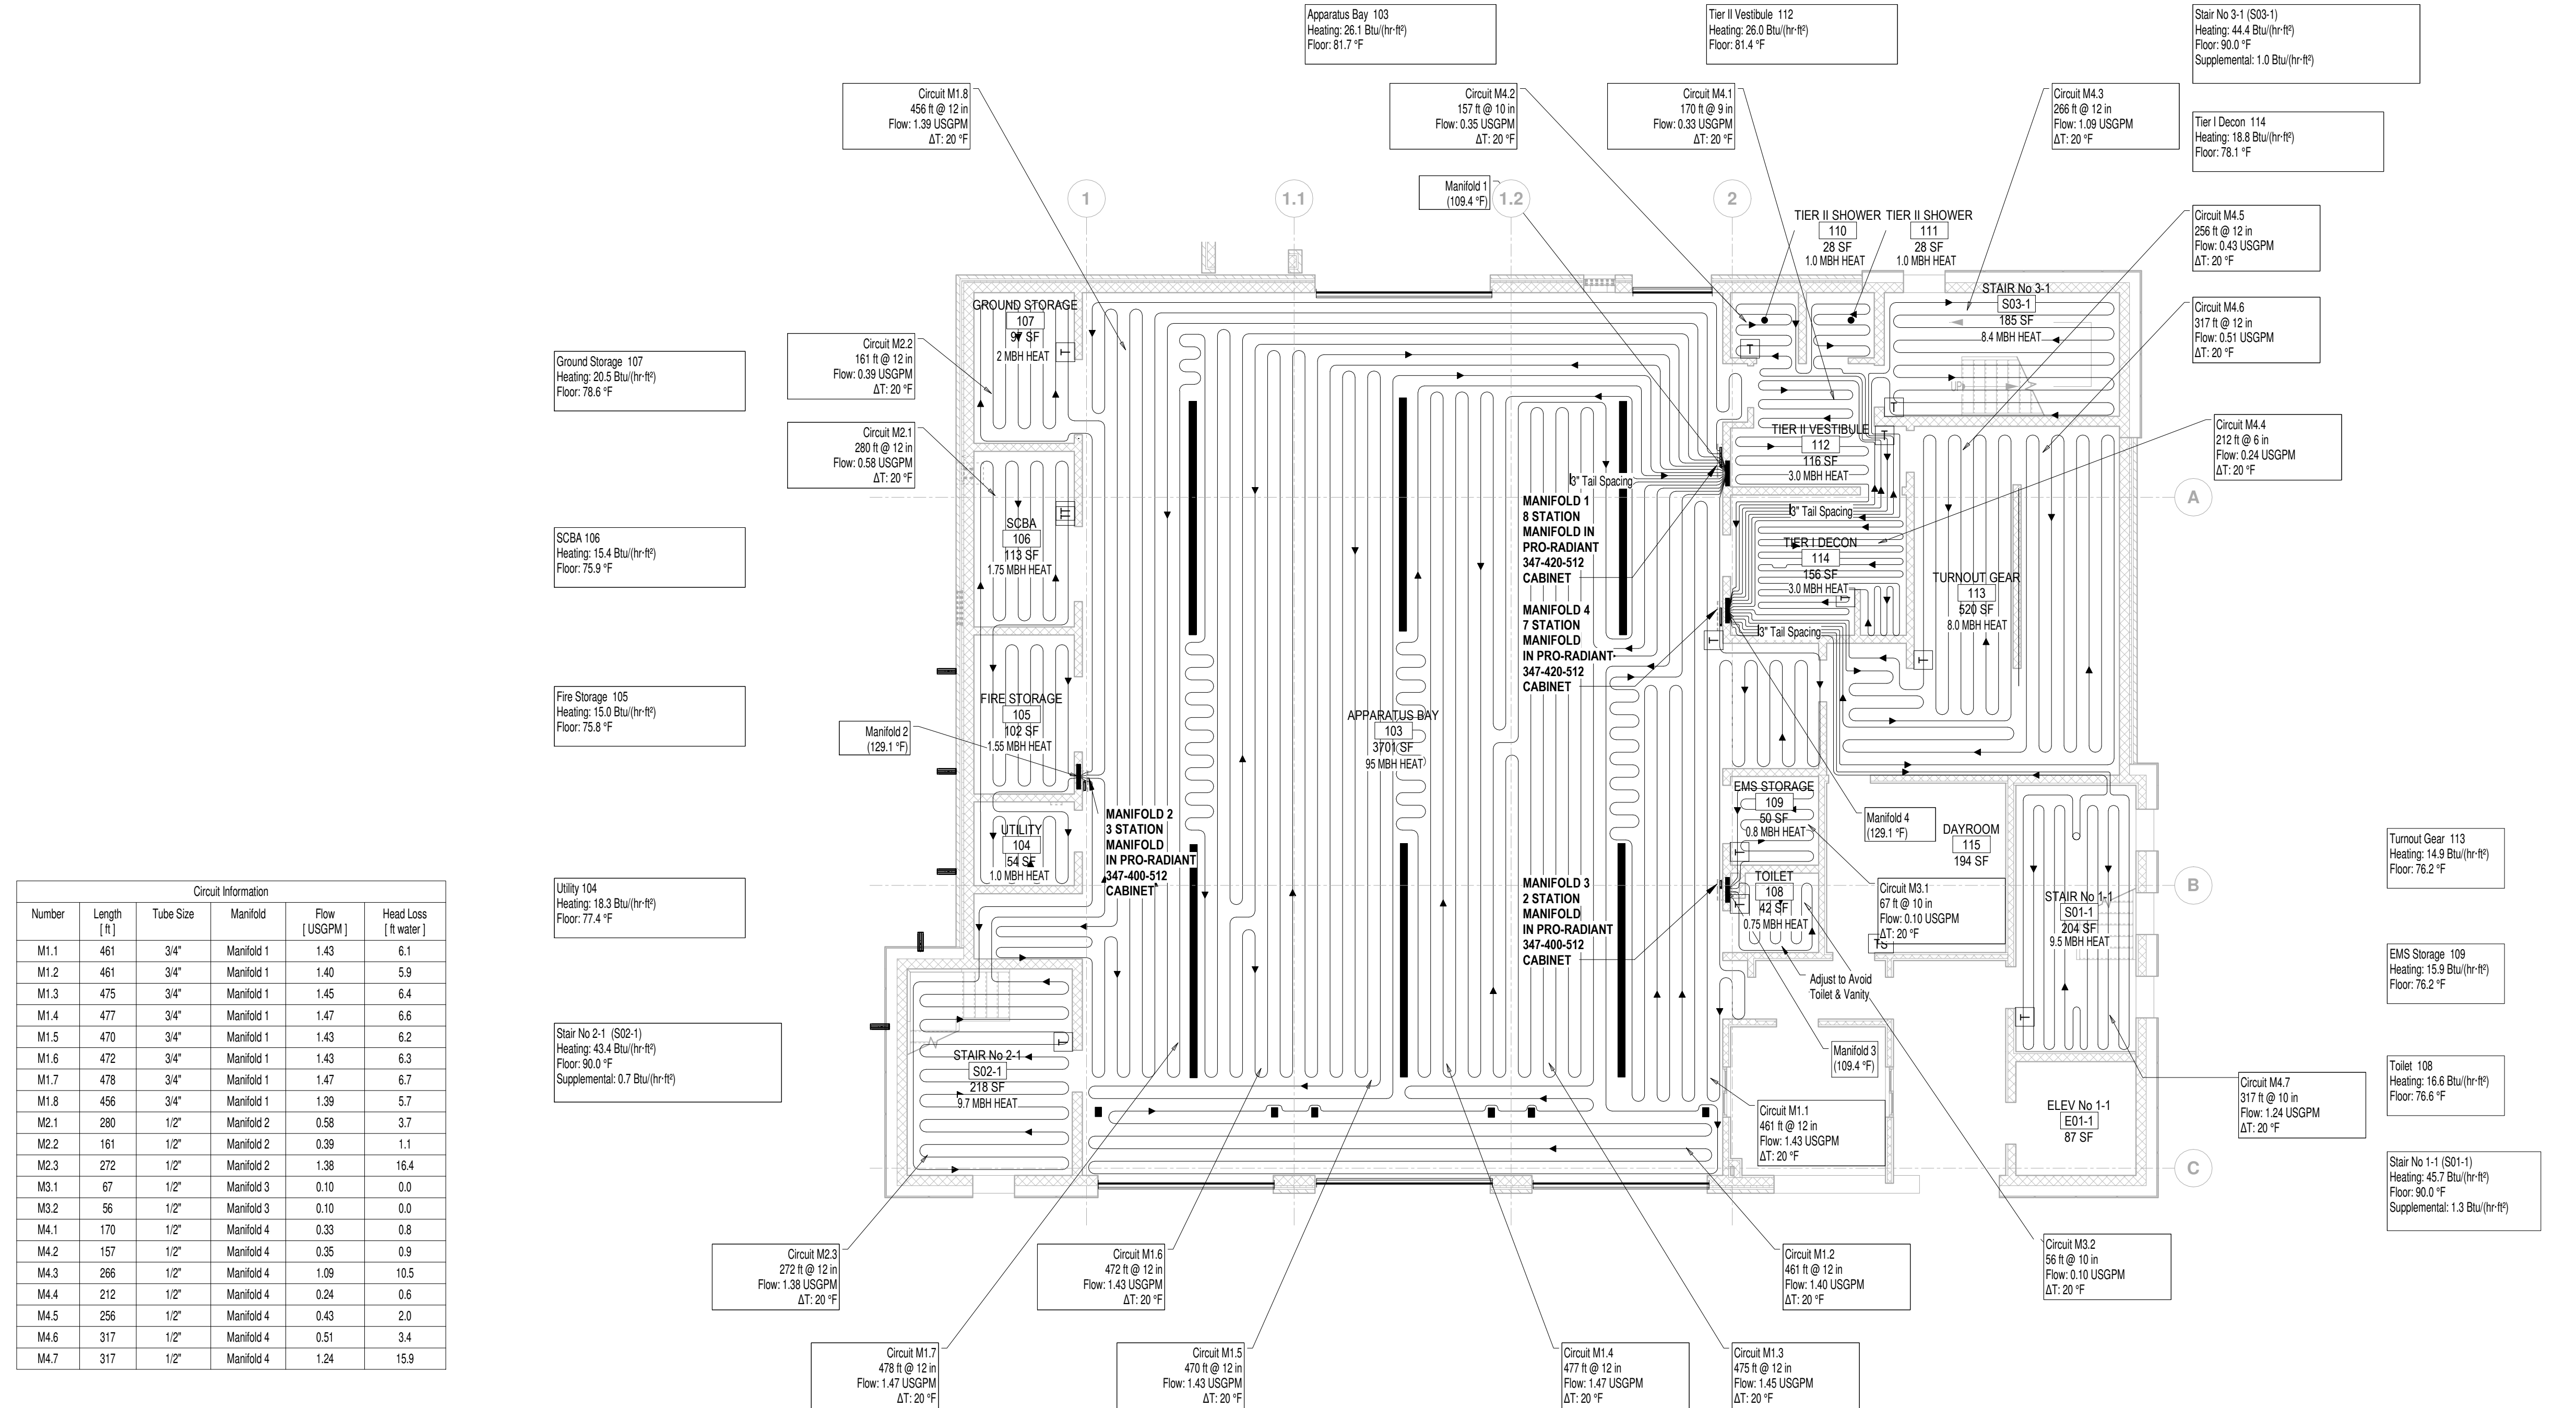 Apparatus Bay 103
Heating: 26.1 Btu/(hr·ft²)
Floor: 81.7 °F
Tier II Vestibule 112
Heating: 26.0 Btu/(hr·ft²)
Floor: 81.4 °F
Stair No 3-1 (S03-1)
Heating: 44.4 Btu/(hr·ft²)
Floor: 90.0 °F
Supplemental: 1.0 Btu/(hr·ft²)
Circuit M1.8
456 ft @ 12 in
Flow: 1.39 USGPM
ΔT: 20 °F
Circuit M4.2
157 ft @ 10 in
Flow: 0.35 USGPM
ΔT: 20 °F
Circuit M4.1
170 ft @ 9 in
Flow: 0.33 USGPM
ΔT: 20 °F
Circuit M4.3
266 ft @ 12 in
Flow: 1.09 USGPM
ΔT: 20 °F
Tier I Decon 114
Heating: 18.8 Btu/(hr·ft²)
Floor: 78.1 °F
Manifold 1
(109.4 °F)
1
1.1
1.2
2
TIER II SHOWER
110
28 SF
1.0 MBH HEAT
TIER II SHOWER
111
28 SF
1.0 MBH HEAT
Circuit M4.5
256 ft @ 12 in
Flow: 0.43 USGPM
ΔT: 20 °F
STAIR No 3-1
S03-1
185 SF
8.4 MBH HEAT
UP
Circuit M4.6
317 ft @ 12 in
Flow: 0.51 USGPM
ΔT: 20 °F
GROUND STORAGE
107
97 SF
2 MBH HEAT
T
T
T
T
Circuit M2.2
161 ft @ 12 in
Flow: 0.39 USGPM
ΔT: 20 °F
Ground Storage 107
Heating: 20.5 Btu/(hr·ft²)
Floor: 78.6 °F
Circuit M2.1
280 ft @ 12 in
Flow: 0.58 USGPM
ΔT: 20 °F
Circuit M4.4
212 ft @ 6 in
Flow: 0.24 USGPM
ΔT: 20 °F
TIER II VESTIBULE
112
116 SF
3.0 MBH HEAT
3" Tail Spacing
A
MANIFOLD 1
8 STATION
MANIFOLD IN
PRO-RADIANT
347-420-512
CABINET
3" Tail Spacing
SCBA
106
113 SF
1.75 MBH HEAT
TT
SCBA 106
Heating: 15.4 Btu/(hr·ft²)
Floor: 75.9 °F
TIER I DECON
114
156 SF
3.0 MBH HEAT
T
TURNOUT GEAR
113
520 SF
8.0 MBH HEAT
MANIFOLD 4
7 STATION
MANIFOLD
IN PRO-RADIANT
347-420-512
CABINET
3" Tail Spacing
T
T
Fire Storage 105
Heating: 15.0 Btu/(hr·ft²)
Floor: 75.8 °F
FIRE STORAGE
105
102 SF
1.55 MBH HEAT
Manifold 2
(129.1 °F)
APPARATUS BAY
103
3701 SF
95 MBH HEAT
EMS STORAGE
109
50 SF
0.8 MBH HEAT
T
Manifold 4
(129.1 °F)
DAYROOM
115
194 SF
MANIFOLD 2
3 STATION
MANIFOLD
IN PRO-RADIANT
347-400-512
CABINET
UTILITY
104
54 SF
1.0 MBH HEAT
Turnout Gear 113
Heating: 14.9 Btu/(hr·ft²)
Floor: 76.2 °F
Utility 104
Heating: 18.3 Btu/(hr·ft²)
Floor: 77.4 °F
MANIFOLD 3
2 STATION
MANIFOLD
IN PRO-RADIANT
347-400-512
CABINET
TOILET
108
42 SF
0.75 MBH HEAT
T
Circuit M3.1
67 ft @ 10 in
Flow: 0.10 USGPM
ΔT: 20 °F
TS
STAIR No 1-1
S01-1
204 SF
9.5 MBH HEAT
T
B
Adjust to Avoid
Toilet & Vanity
EMS Storage 109
Heating: 15.9 Btu/(hr·ft²)
Floor: 76.2 °F
Circuit Information
Number Length [ ft ] Tube Size Manifold Flow [ USGPM ] Head Loss [ ft water ]
M1.1 461 3/4" Manifold 1 1.43 6.1
M1.2 461 3/4" Manifold 1 1.40 5.9
M1.3 475 3/4" Manifold 1 1.45 6.4
M1.4 477 3/4" Manifold 1 1.47 6.6
M1.5 470 3/4" Manifold 1 1.43 6.2
M1.6 472 3/4" Manifold 1 1.43 6.3
M1.7 478 3/4" Manifold 1 1.47 6.7
M1.8 456 3/4" Manifold 1 1.39 5.7
M2.1 280 1/2" Manifold 2 0.58 3.7
M2.2 161 1/2" Manifold 2 0.39 1.1
M2.3 272 1/2" Manifold 2 1.38 16.4
M3.1 67 1/2" Manifold 3 0.10 0.0
M3.2 56 1/2" Manifold 3 0.10 0.0
M4.1 170 1/2" Manifold 4 0.33 0.8
M4.2 157 1/2" Manifold 4 0.35 0.9
M4.3 266 1/2" Manifold 4 1.09 10.5
M4.4 212 1/2" Manifold 4 0.24 0.6
M4.5 256 1/2" Manifold 4 0.43 2.0
M4.6 317 1/2" Manifold 4 0.51 3.4
M4.7 317 1/2" Manifold 4 1.24 15.9
Stair No 2-1 (S02-1)
Heating: 43.4 Btu/(hr·ft²)
Floor: 90.0 °F
Supplemental: 0.7 Btu/(hr·ft²)
STAIR No 2-1
S02-1
218 SF
9.7 MBH HEAT
T
Manifold 3
(109.4 °F)
Toilet 108
Heating: 16.6 Btu/(hr·ft²)
Floor: 76.6 °F
Circuit M1.1
461 ft @ 12 in
Flow: 1.43 USGPM
ΔT: 20 °F
ELEV No 1-1
E01-1
87 SF
Circuit M4.7
317 ft @ 10 in
Flow: 1.24 USGPM
ΔT: 20 °F
C
Stair No 1-1 (S01-1)
Heating: 45.7 Btu/(hr·ft²)
Floor: 90.0 °F
Supplemental: 1.3 Btu/(hr·ft²)
Circuit M2.3
272 ft @ 12 in
Flow: 1.38 USGPM
ΔT: 20 °F
Circuit M1.6
472 ft @ 12 in
Flow: 1.43 USGPM
ΔT: 20 °F
Circuit M1.2
461 ft @ 12 in
Flow: 1.40 USGPM
ΔT: 20 °F
Circuit M3.2
56 ft @ 10 in
Flow: 0.10 USGPM
ΔT: 20 °F
Circuit M1.7
478 ft @ 12 in
Flow: 1.47 USGPM
ΔT: 20 °F
Circuit M1.5
470 ft @ 12 in
Flow: 1.43 USGPM
ΔT: 20 °F
Circuit M1.4
477 ft @ 12 in
Flow: 1.47 USGPM
ΔT: 20 °F
Circuit M1.3
475 ft @ 12 in
Flow: 1.45 USGPM
ΔT: 20 °F